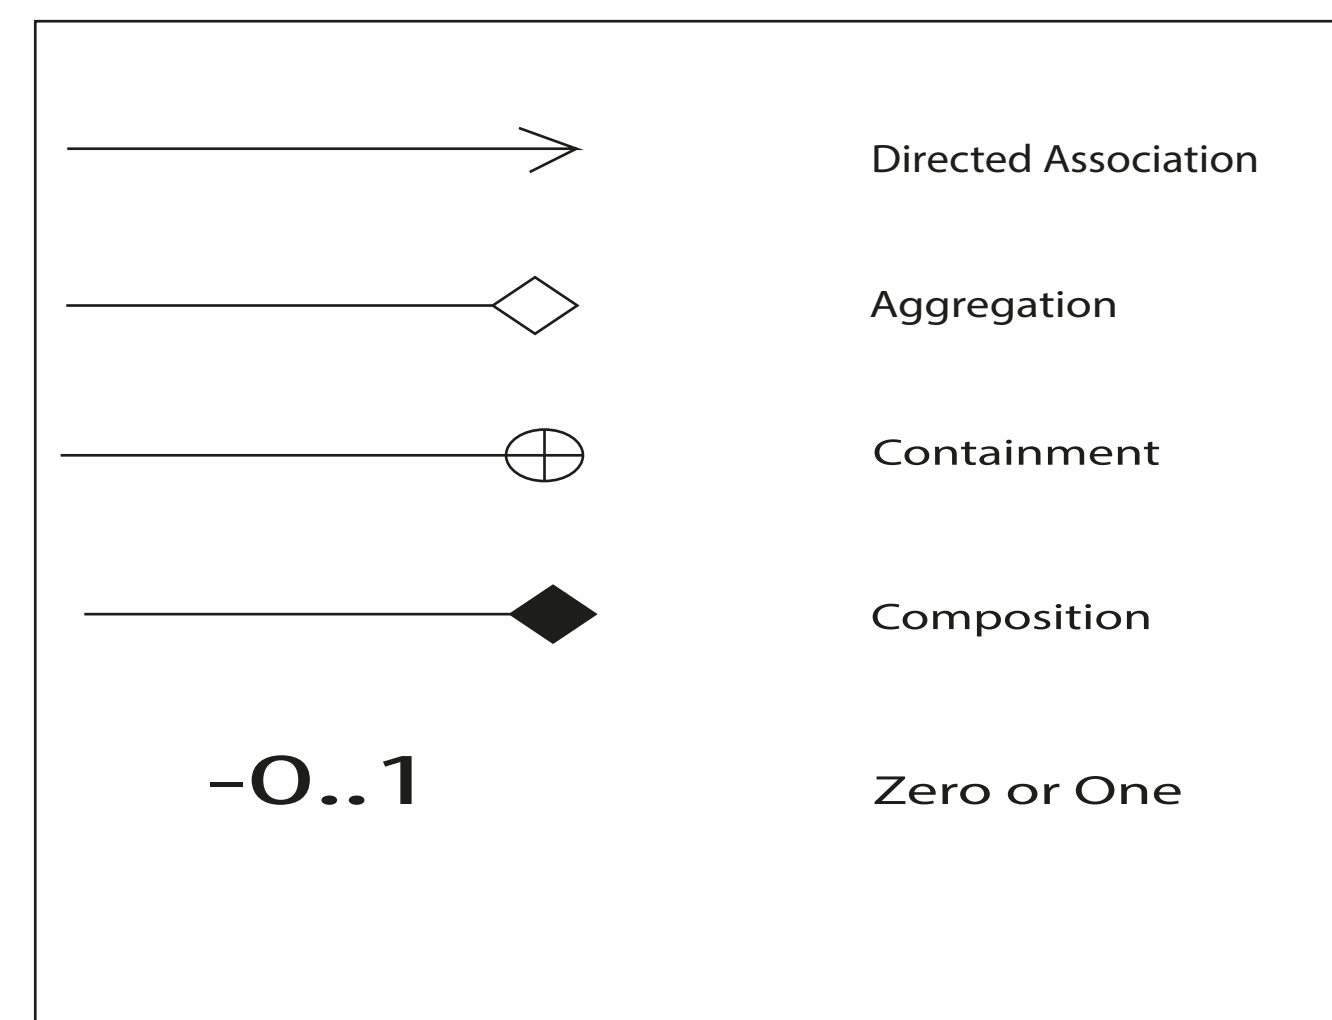 Directed Association
Aggregation
Containment
Composition
–0..1
Zero or One